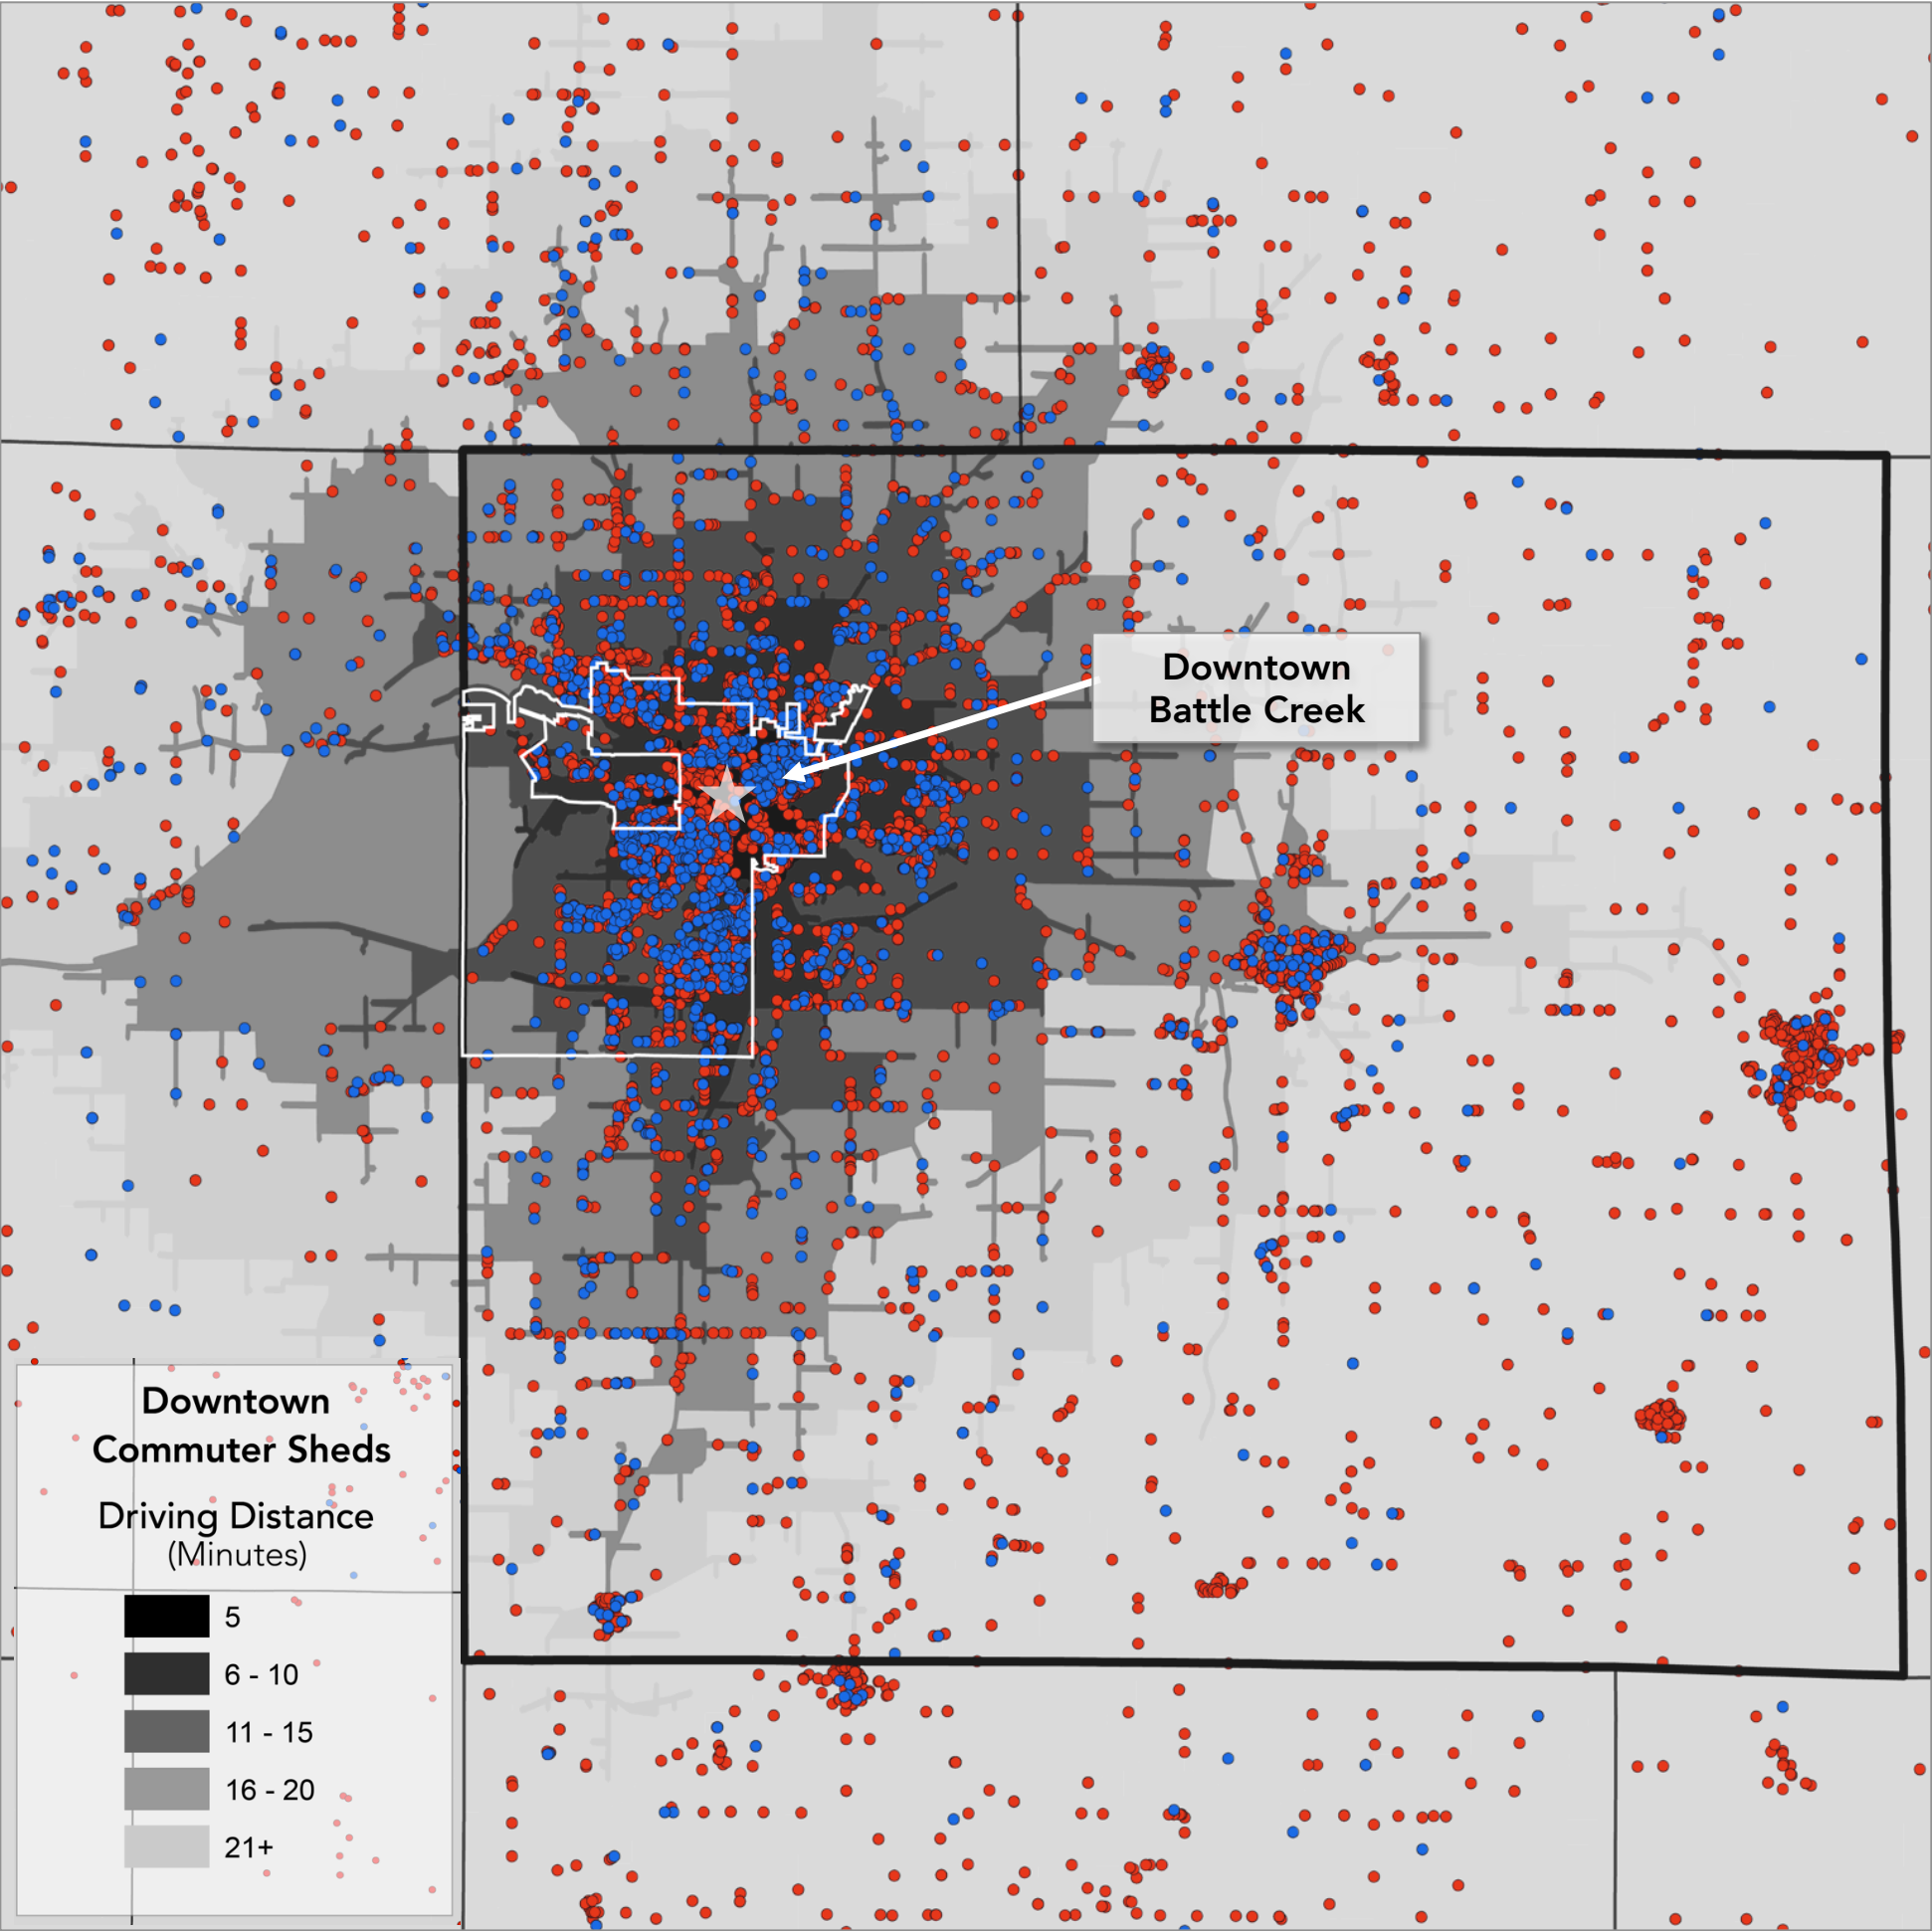 Downtown
Battle Creek
Downtown
Commuter Sheds
Driving Distance
(Minutes)
5
6 - 10
11 - 15
16 - 20
21+